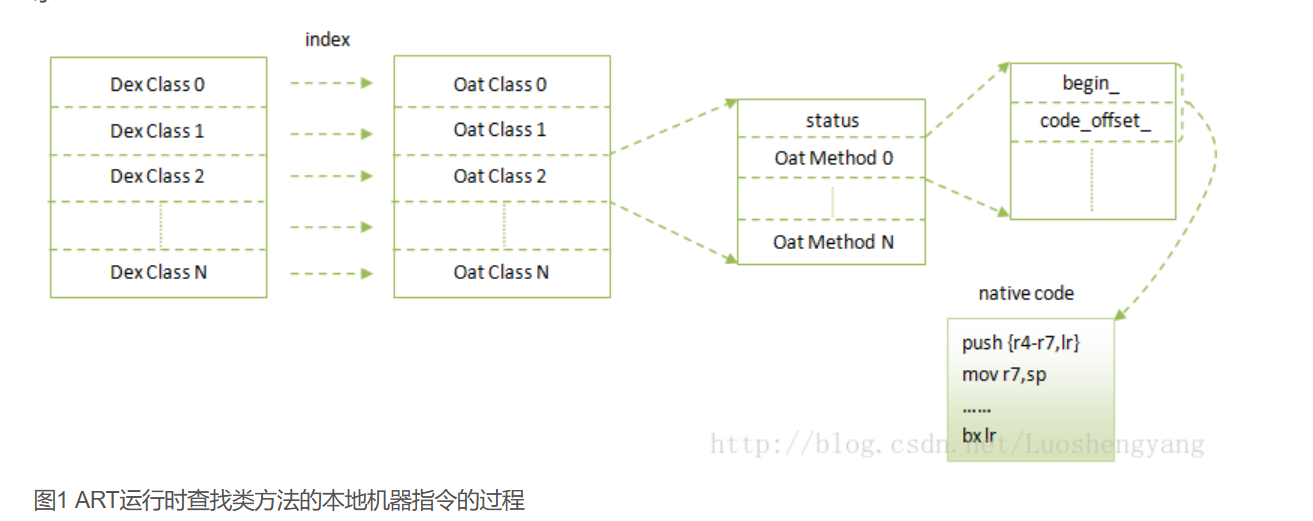 index
Dex Class 0
Dex Class 1
Dex Class 2
Dex Class N
Oat Class 0
Oat Class 1
Oat Class 2
Oat Class N
status
Oat Method 0
Oat Method N
begin_
code_offset_
native code
push {r4-r7,lr}
mov r7,sp
......
bx lr
http://blog.csdn.net/Luoshengyang
图1 ART运行时查找类方法的本地机器指令的过程